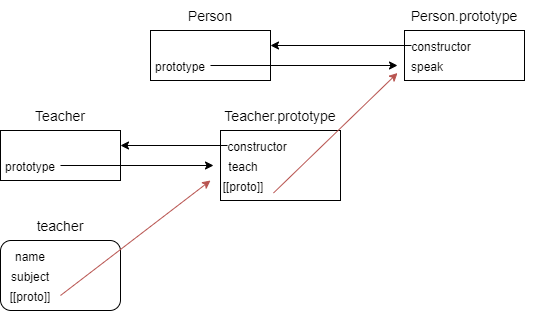 Person
Person.prototype
constructor
prototype
speak
Teacher
Teacher.prototype
constructor
prototype
teach
[[proto]]
teacher
name
subject
[[proto]]